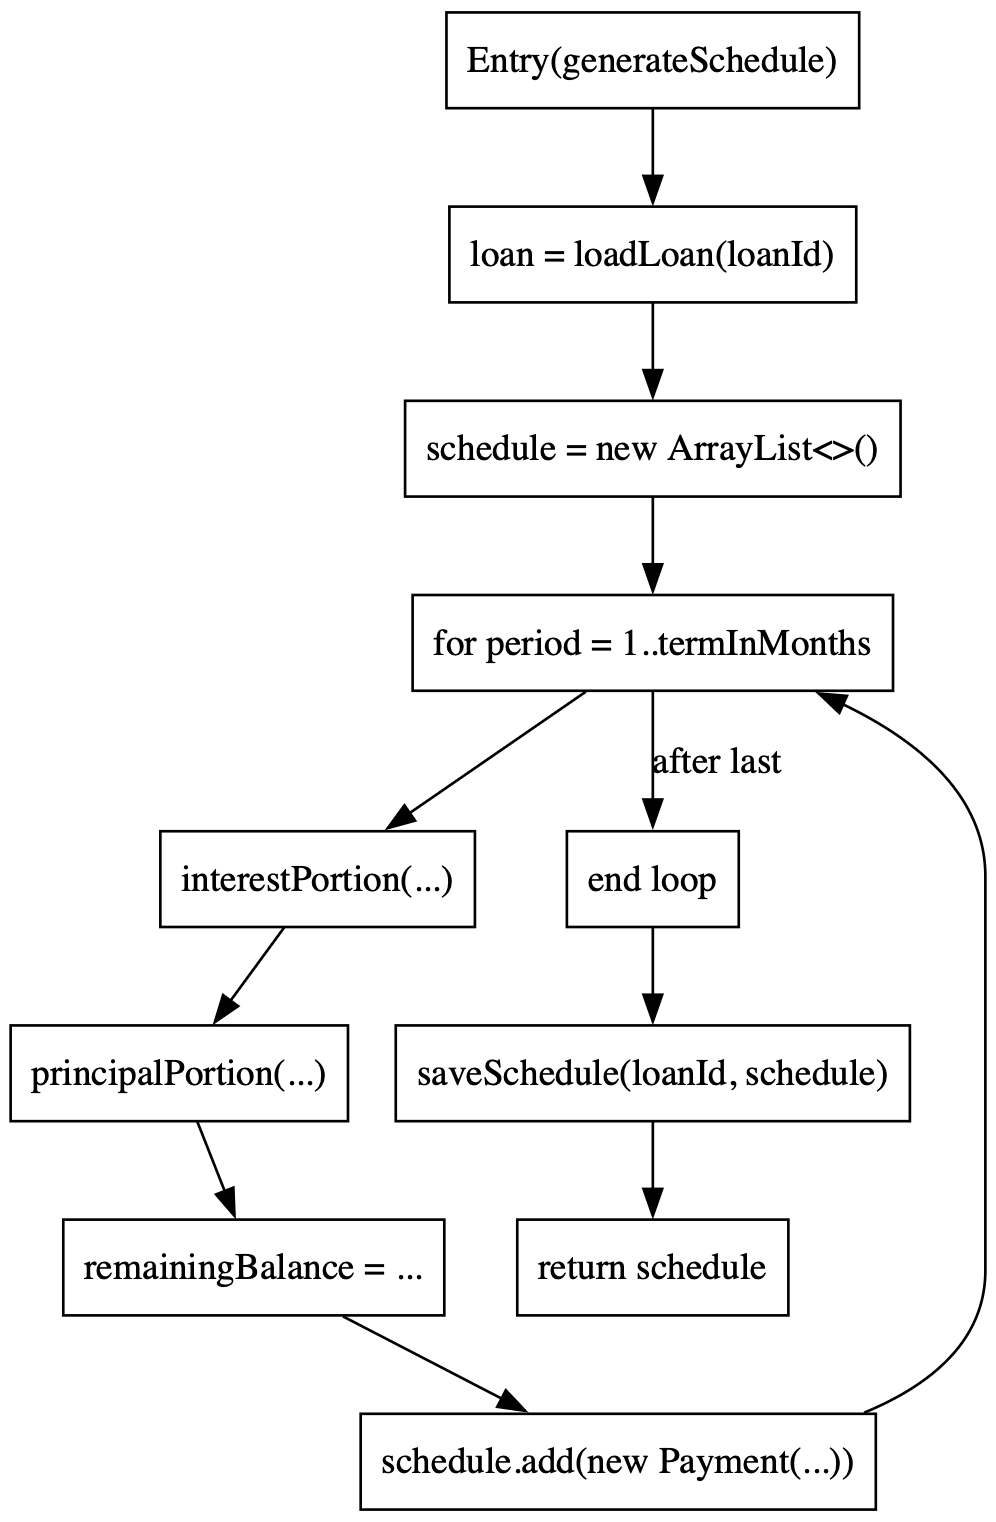 Entry(generateSchedule)
loan = loadLoan(loanId)
schedule = new ArrayList<>()
for period = 1..termInMonths
after last
interestPortion(...)
end loop
principalPortion(...)
saveSchedule(loanId, schedule)
remainingBalance = ...
return schedule
schedule.add(new Payment(...))